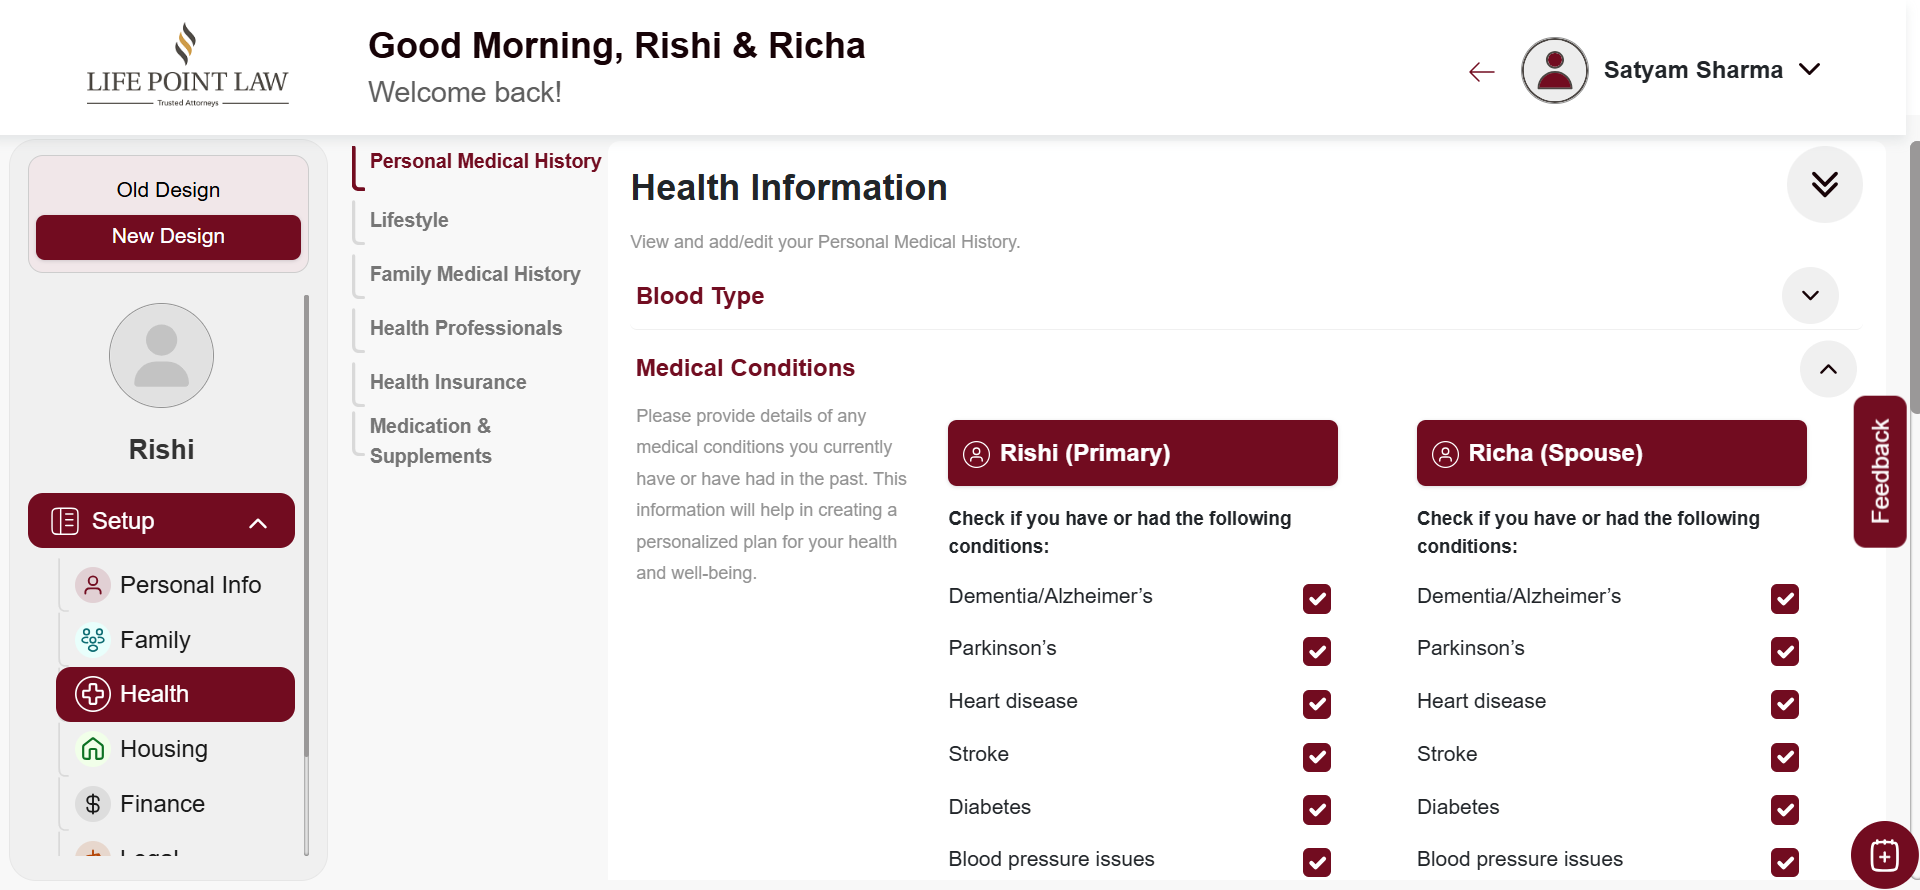 LIFE POINT LAW
Trusted Attorneys
Good Morning, Rishi & Richa
Welcome back!
Satyam Sharma
Old Design
New Design
Rishi
Setup
Personal Info
Family
Health
Housing
Finance
Personal Medical History
Lifestyle
Family Medical History
Health Professionals
Health Insurance
Medication &
Supplements
Health Information
View and add/edit your Personal Medical History.
Blood Type
Medical Conditions
Please provide details of any
medical conditions you currently
have or have had in the past. This
information will help in creating a
personalized plan for your health
and well-being.
Rishi (Primary)
Check if you have or had the following
conditions:
Dementia/Alzheimer’s
Parkinson’s
Heart disease
Stroke
Diabetes
Blood pressure issues
Richa (Spouse)
Check if you have or had the following
conditions:
Dementia/Alzheimer’s
Parkinson’s
Heart disease
Stroke
Diabetes
Blood pressure issues
Feedback